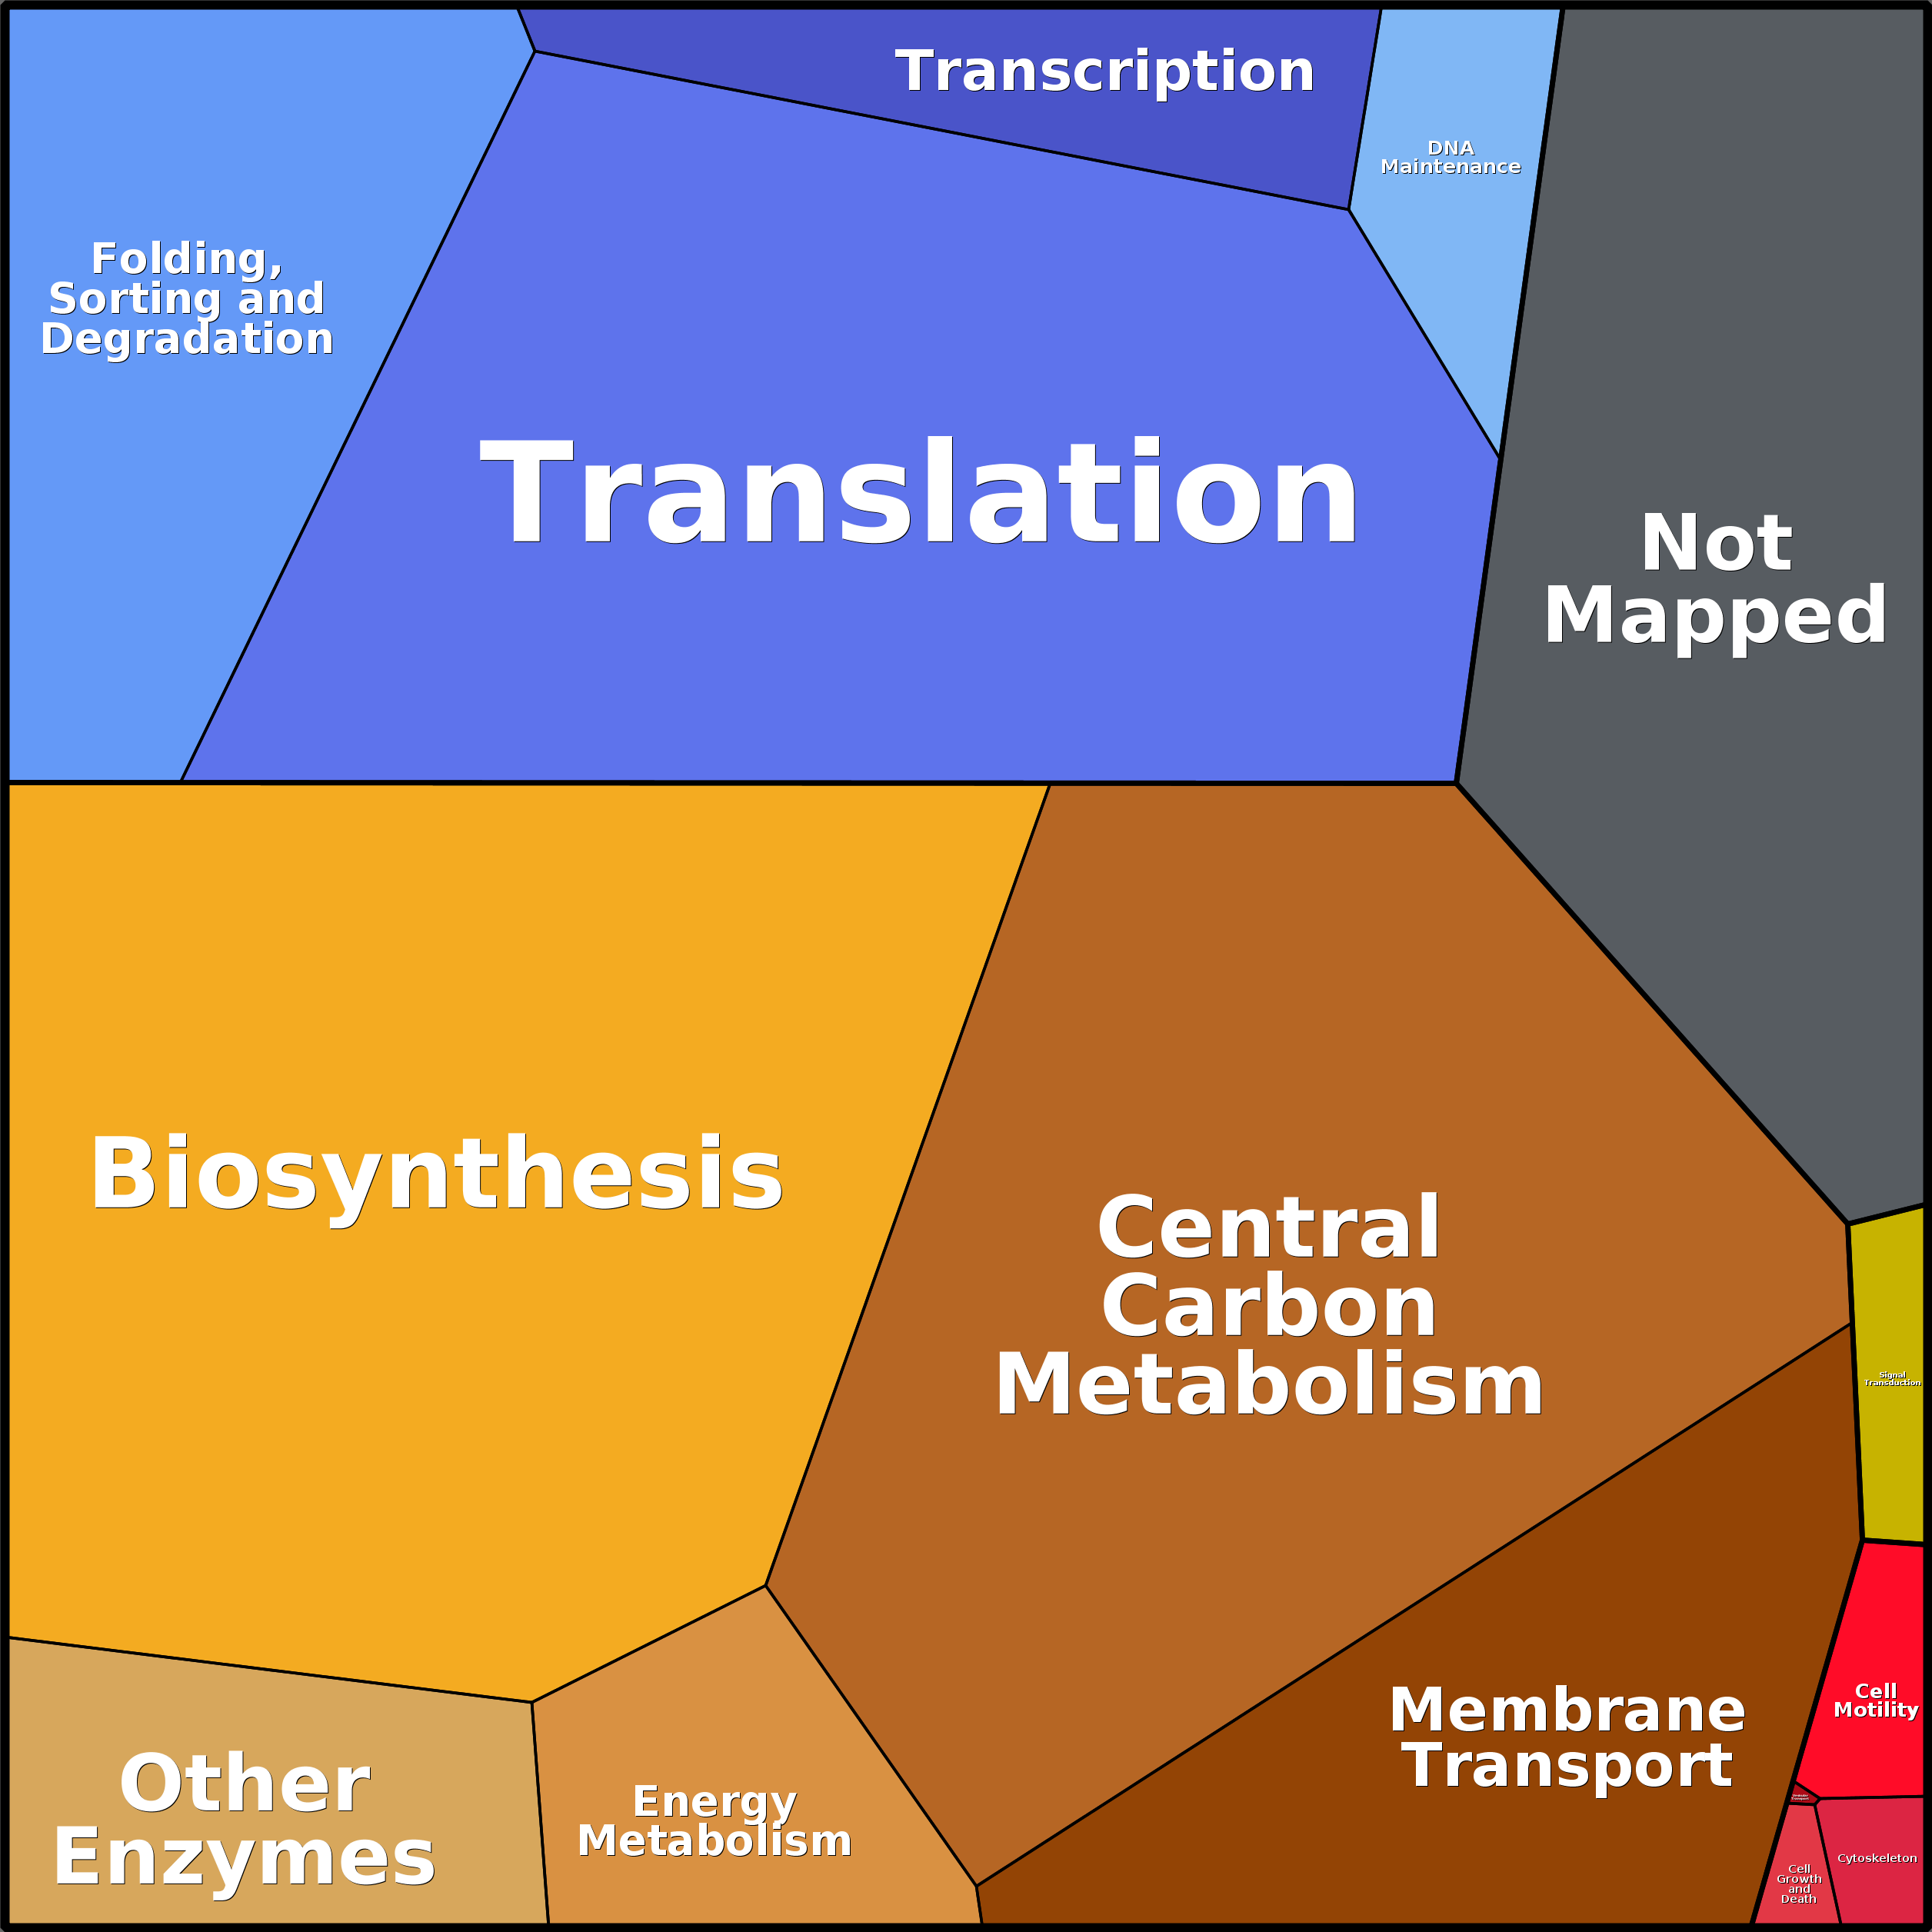 Transcription
DNA
Maintenance
Folding,
Sorting and
Degradation
Translation
Not
Mapped
Biosynthesis
Central
Carbon
Metabolism
Signal
Transduction
Membrane
Transport
Cell
Motility
Other
Enzymes
Energy
Metabolism
Cytoskeleton
Cell
Growth
and
Death